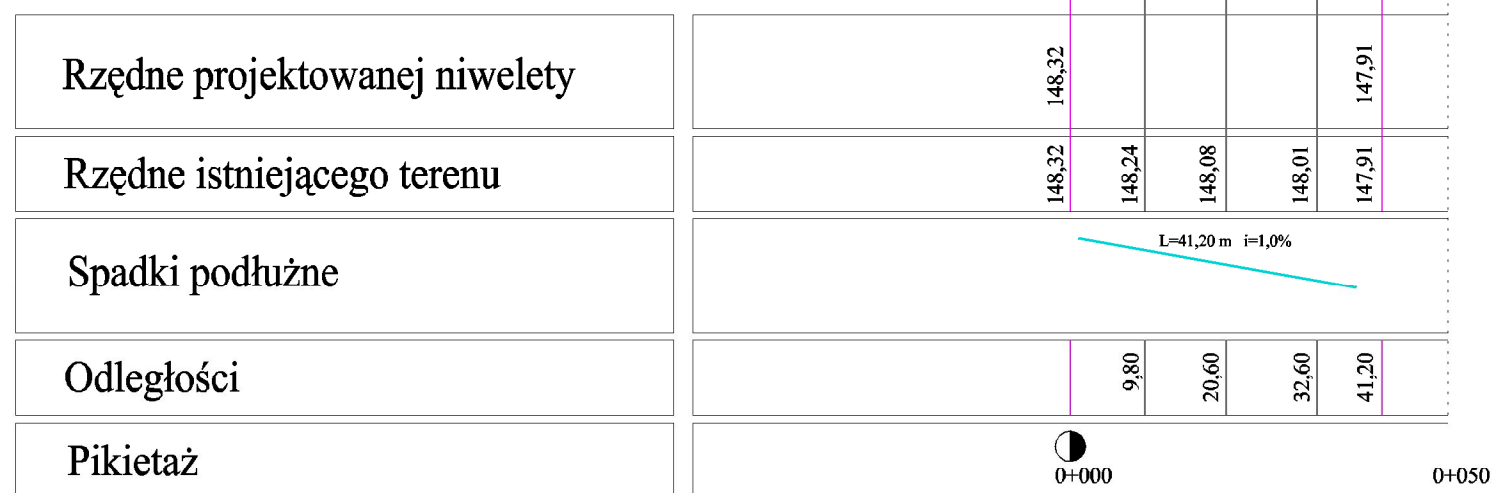 Rzędne projektowanej niwelety
148,32
147,91
Rzędne istniejącego terenu
148,32
148,24
148,08
148,01
147,91
Spadki podłużne
L=41,20 m i=1,0%
Odległości
9,80
20,60
32,60
41,20
Pikietaż
0+000
0+050